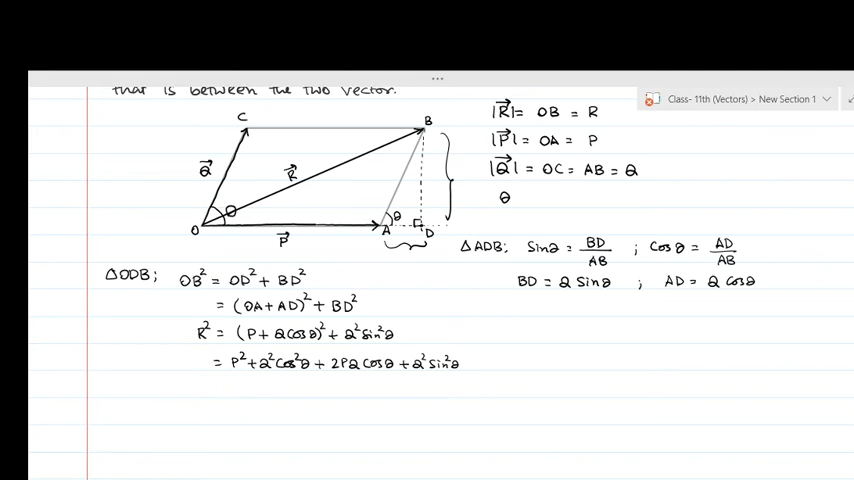 that is between the two vector.
Class- 11th (Vectors) > New Section 1
C
B
|R⃗| = OB = R
|P⃗| = OA = P
Q⃗
R⃗
|Q⃗| = OC = AB = Q
θ
θ
θ
O
A
D
P⃗
△ADB; Sinθ = BD/AB ; Cosθ = AD/AB
BD = Q Sinθ ; AD = Q Cosθ
△ODB; OB² = OD² + BD²
= (OA + AD)² + BD²
R² = (P + Q Cosθ)² + Q² Sin²θ
= P² + Q² Cos²θ + 2PQ Cosθ + Q² Sin²θ